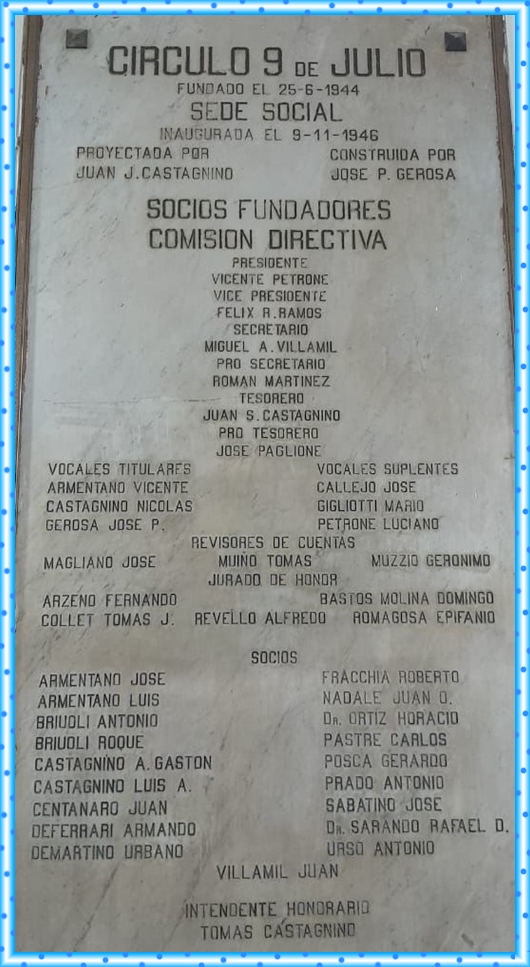 CIRCULO 9 DE JULIO
FUNDADO EL 25-6-1944
SEDE SOCIAL
INAUGURADA EL 9-11-1946
PROYECTADA POR CONSTRUIDA POR
JUAN J. CASTAGNINO JOSE P. GEROSA
SOCIOS FUNDADORES
COMISION DIRECTIVA
PRESIDENTE
VICENTE PETRONE
VICE PRESIDENTE
FELIX R. RAMOS
SECRETARIO
MIGUEL A. VILLAMIL
PRO SECRETARIO
ROMAN MARTINEZ
TESORERO
JUAN S. CASTAGNINO
PRO TESORERO
JOSE PAGLIONE
VOCALES TITULARES VOCALES SUPLENTES
ARMENTANO VICENTE CALLEJO JOSE
CASTAGNINO NICOLAS GIGLIOTTI MARIO
GEROSA JOSE P. PETRONE LUCIANO
REVISORES DE CUENTAS
MAGLIANO JOSE MUIÑO TOMAS MUZZIO GERONIMO
JURADO DE HONOR
ARZENO FERNANDO BASTOS MOLINA DOMINGO
COLLET TOMAS J. REVELLO ALFREDO ROMAGOSA EPIFANIO
SOCIOS
ARMENTANO JOSE FRACCHIA ROBERTO
ARMENTANO LUIS NADALE JUAN O.
BRIUOLI ANTONIO DR. ORTIZ HORACIO
BRIUOLI ROQUE PASTRE CARLOS
CASTAGNINO A. GASTON POSCA GERARDO
CASTAGNINO LUIS A. PRADO ANTONIO
CENTANARO JUAN SABATINO JOSE
DEFERRARI ARMANDO DR. SARANDO RAFAEL D.
DEMARTINO URBANO URSO ANTONIO
VILLAMIL JUAN
INTENDENTE HONORARIO
TOMAS CASTAGNINO